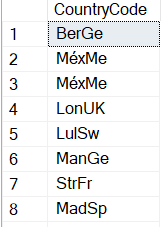 CountryCode
1 BerGe
2 MéxMe
3 MéxMe
4 LonUK
5 LulSw
6 ManGe
7 StrFr
8 MadSp